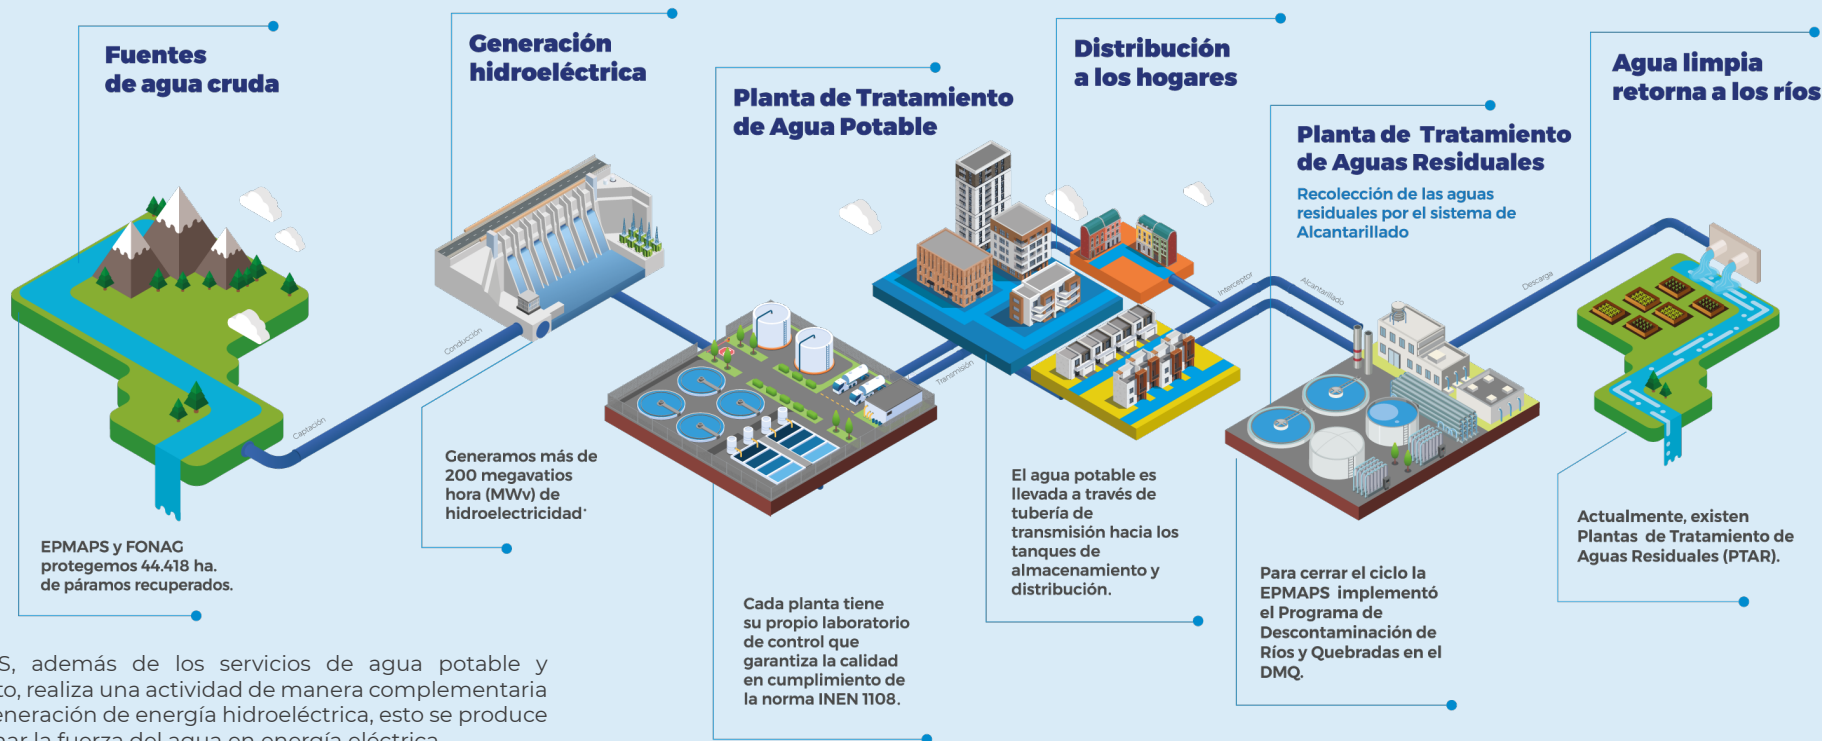 Fuentes
de agua cruda
Generación
hidroeléctrica
Planta de Tratamiento
de Agua Potable
Distribución
a los hogares
Planta de Tratamiento
de Aguas Residuales
Recolección de las aguas
residuales por el sistema de
Alcantarillado
Agua limpia
retorna a los ríos
Captación
Conducción
Transmisión
Interceptor
Alcantarillado
Descarga
EPMAPS y FONAG
protegemos 44.418 ha.
de páramos recuperados.
Generamos más de
200 megavatios
hora (MWv) de
hidroelectricidad*
Cada planta tiene
su propio laboratorio
de control que
garantiza la calidad
en cumplimiento de
la norma INEN 1108.
El agua potable es
llevada a través de
tubería de
transmisión hacia los
tanques de
almacenamiento y
distribución.
Para cerrar el ciclo la
EPMAPS implementó
el Programa de
Descontaminación de
Ríos y Quebradas en el
DMQ.
Actualmente, existen
Plantas de Tratamiento de
Aguas Residuales (PTAR).
S, además de los servicios de agua potable y
to, realiza una actividad de manera complementaria
eneración de energía hidroeléctrica, esto se produce
nar la fuerza del agua en energía eléctrica